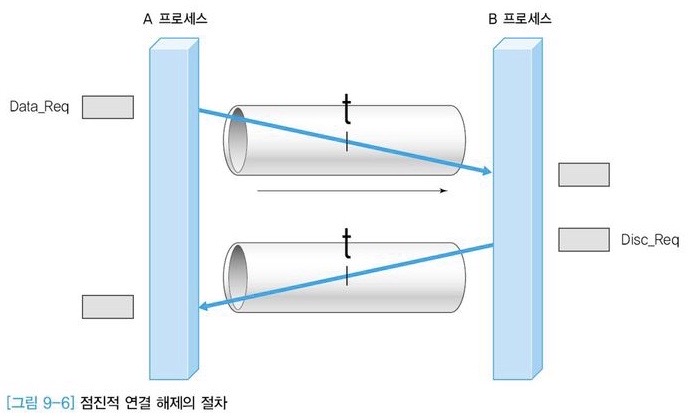 A 프로세스
B 프로세스
Data_Req
t
Disc_Req
t
[그림 9-6] 점진적 연결 해제의 절차